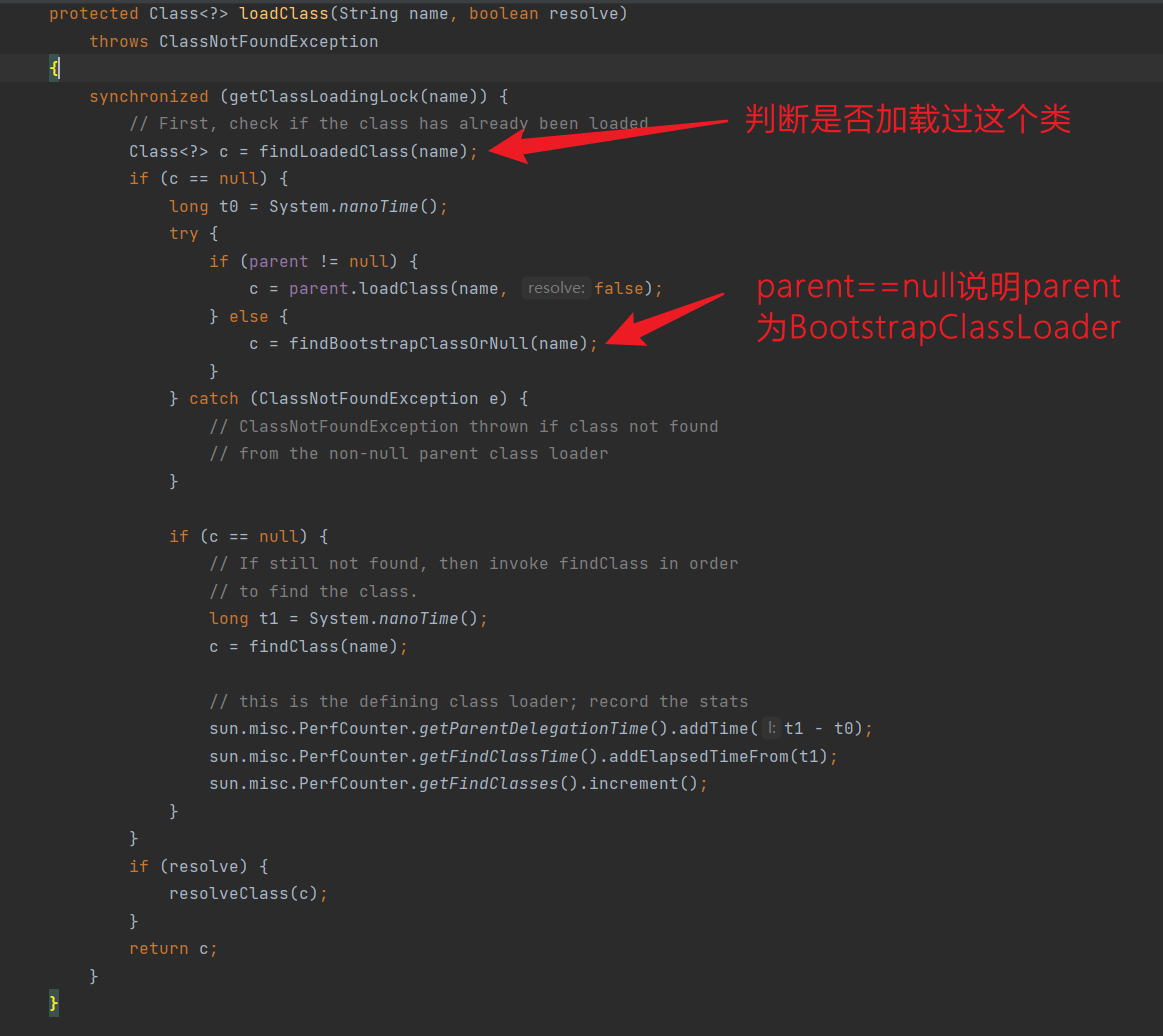 protected Class<?> loadClass(String name, boolean resolve)
throws ClassNotFoundException
{
synchronized (getClassLoadingLock(name)) {
// First, check if the class has already been loaded
判断是否加载过这个类
Class<?> c = findLoadedClass(name);
if (c == null) {
long t0 = System.nanoTime();
try {
if (parent != null) {
c = parent.loadClass(name, resolve: false);
parent==null说明parent
为BootstrapClassLoader
} else {
c = findBootstrapClassOrNull(name);
}
} catch (ClassNotFoundException e) {
// ClassNotFoundException thrown if class not found
// from the non-null parent class loader
}
if (c == null) {
// If still not found, then invoke findClass in order
// to find the class.
long t1 = System.nanoTime();
c = findClass(name);
// this is the defining class loader; record the stats
sun.misc.PerfCounter.getParentDelegationTime().addTime( l: t1 - t0);
sun.misc.PerfCounter.getFindClassTime().addElapsedTimeFrom(t1);
sun.misc.PerfCounter.getFindClasses().increment();
}
}
if (resolve) {
resolveClass(c);
}
return c;
}
}